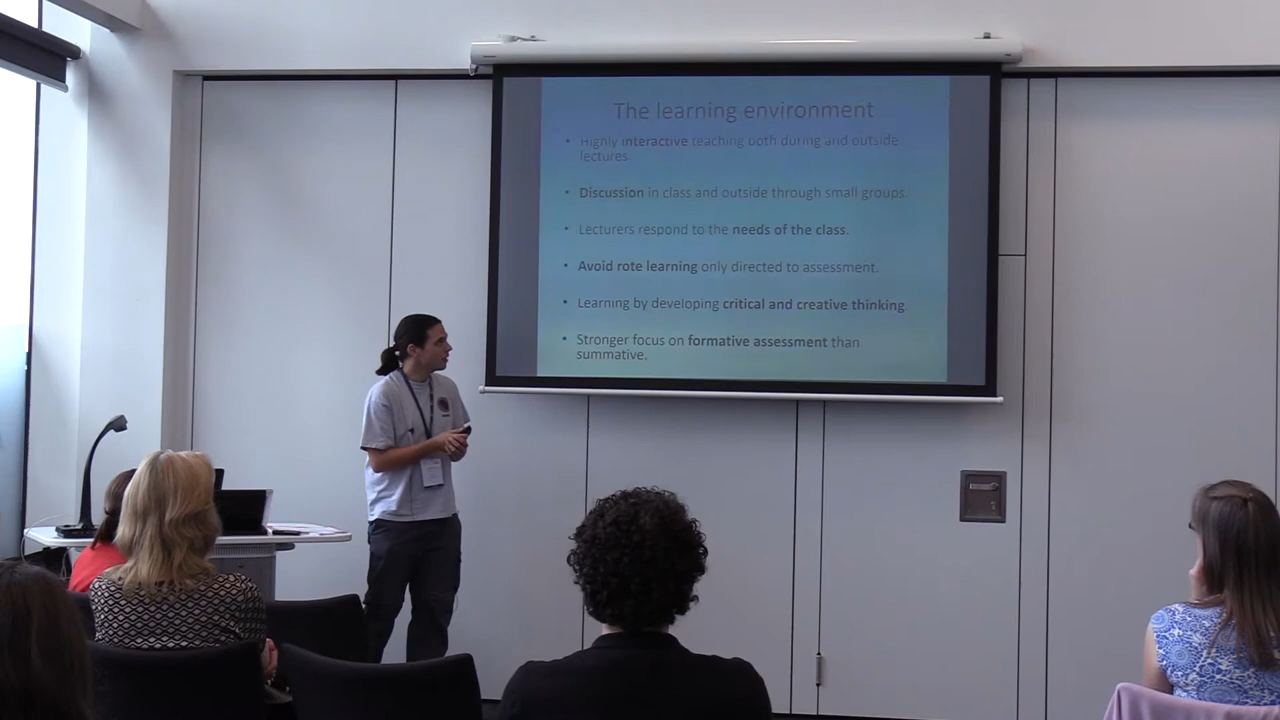 The learning environment
• Highly interactive teaching both during and outside
lectures.
• Discussion in class and outside through small groups.
• Lecturers respond to the needs of the class.
• Avoid rote learning only directed to assessment.
• Learning by developing critical and creative thinking.
• Stronger focus on formative assessment than
summative.